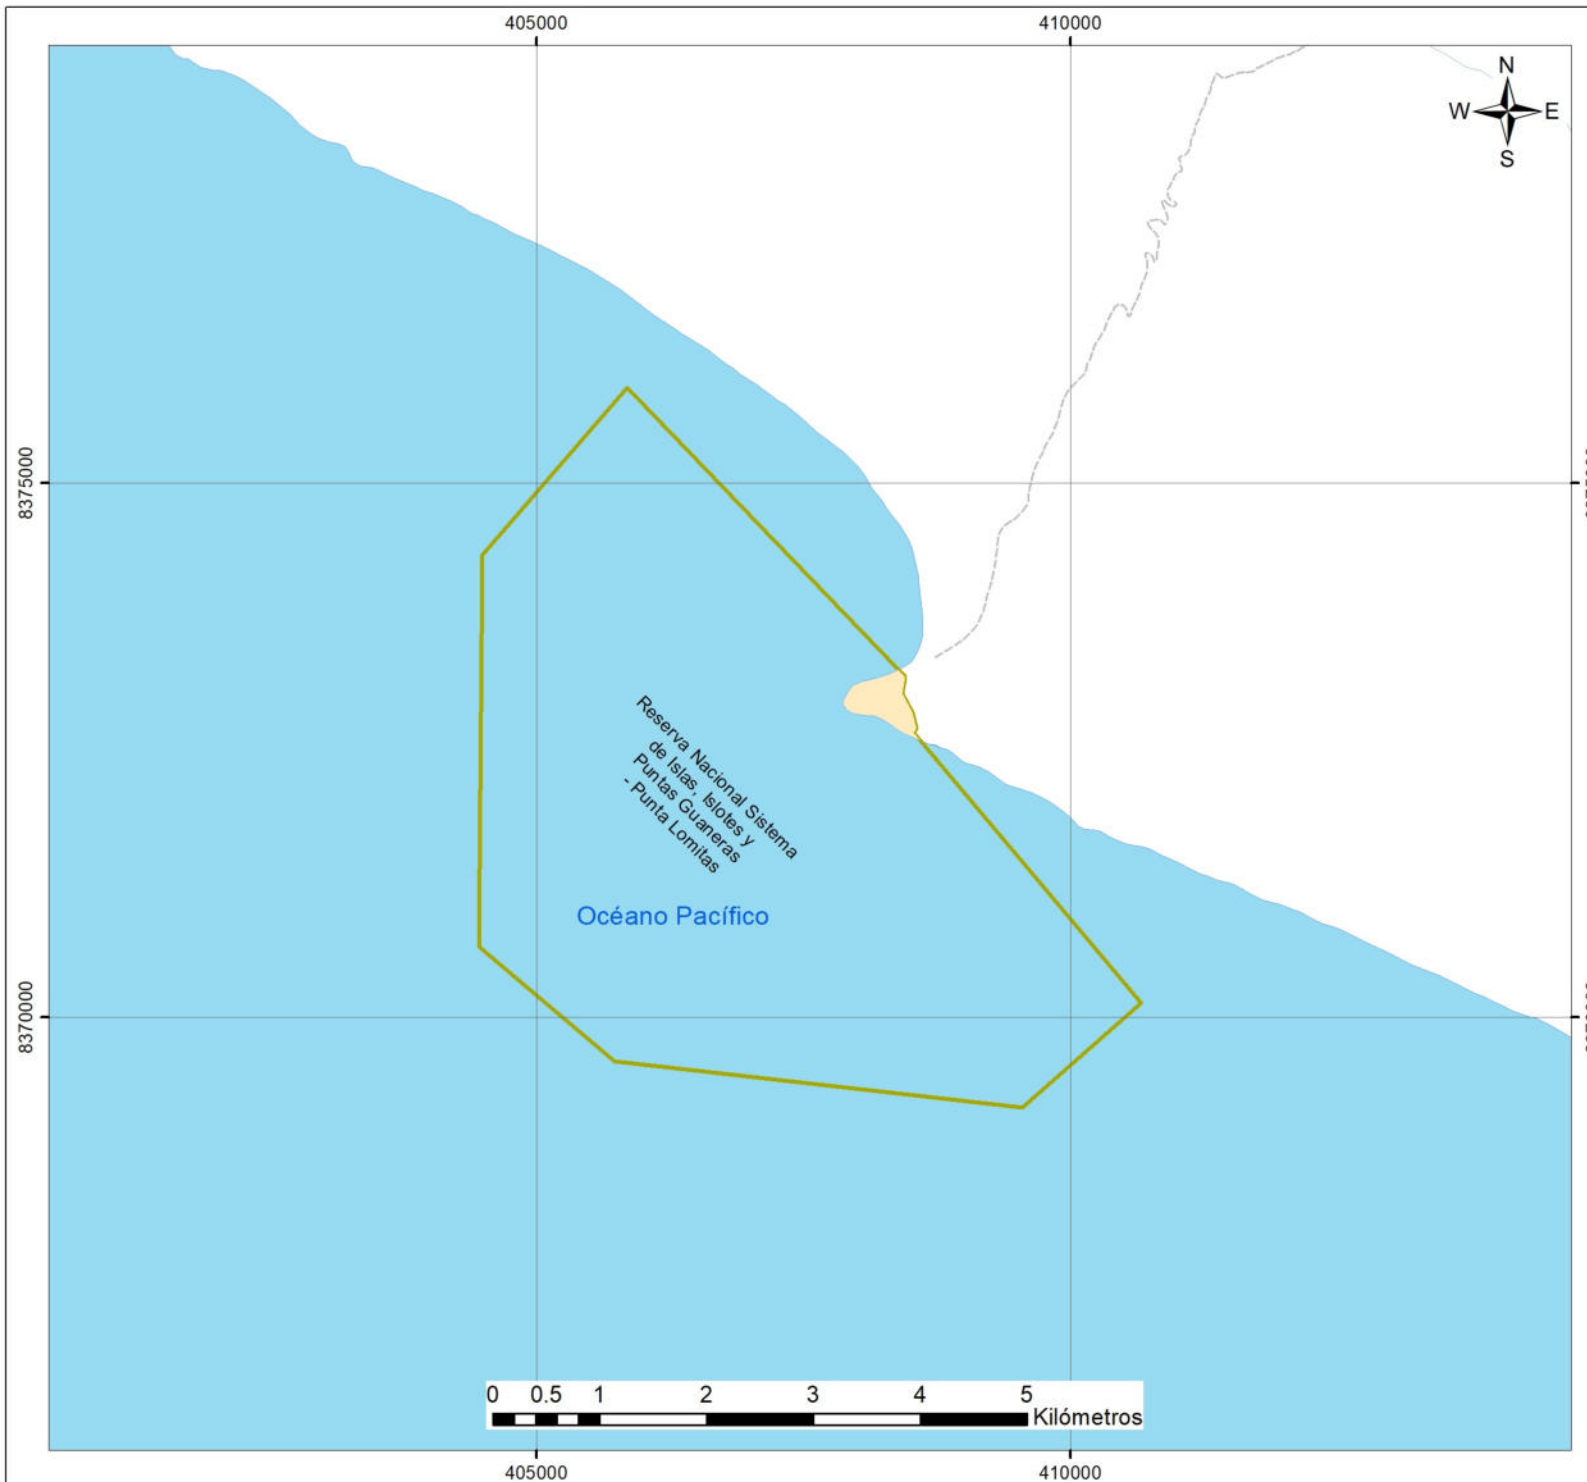 405000
410000
N
W
E
S
8375000
Reserva Nacional Sistema
de Islas, Islotes y
Puntas Guaneras
- Punta Lomitas
Océano Pacífico
8370000
0
0.5
1
2
3
4
5
Kilómetros
405000
410000